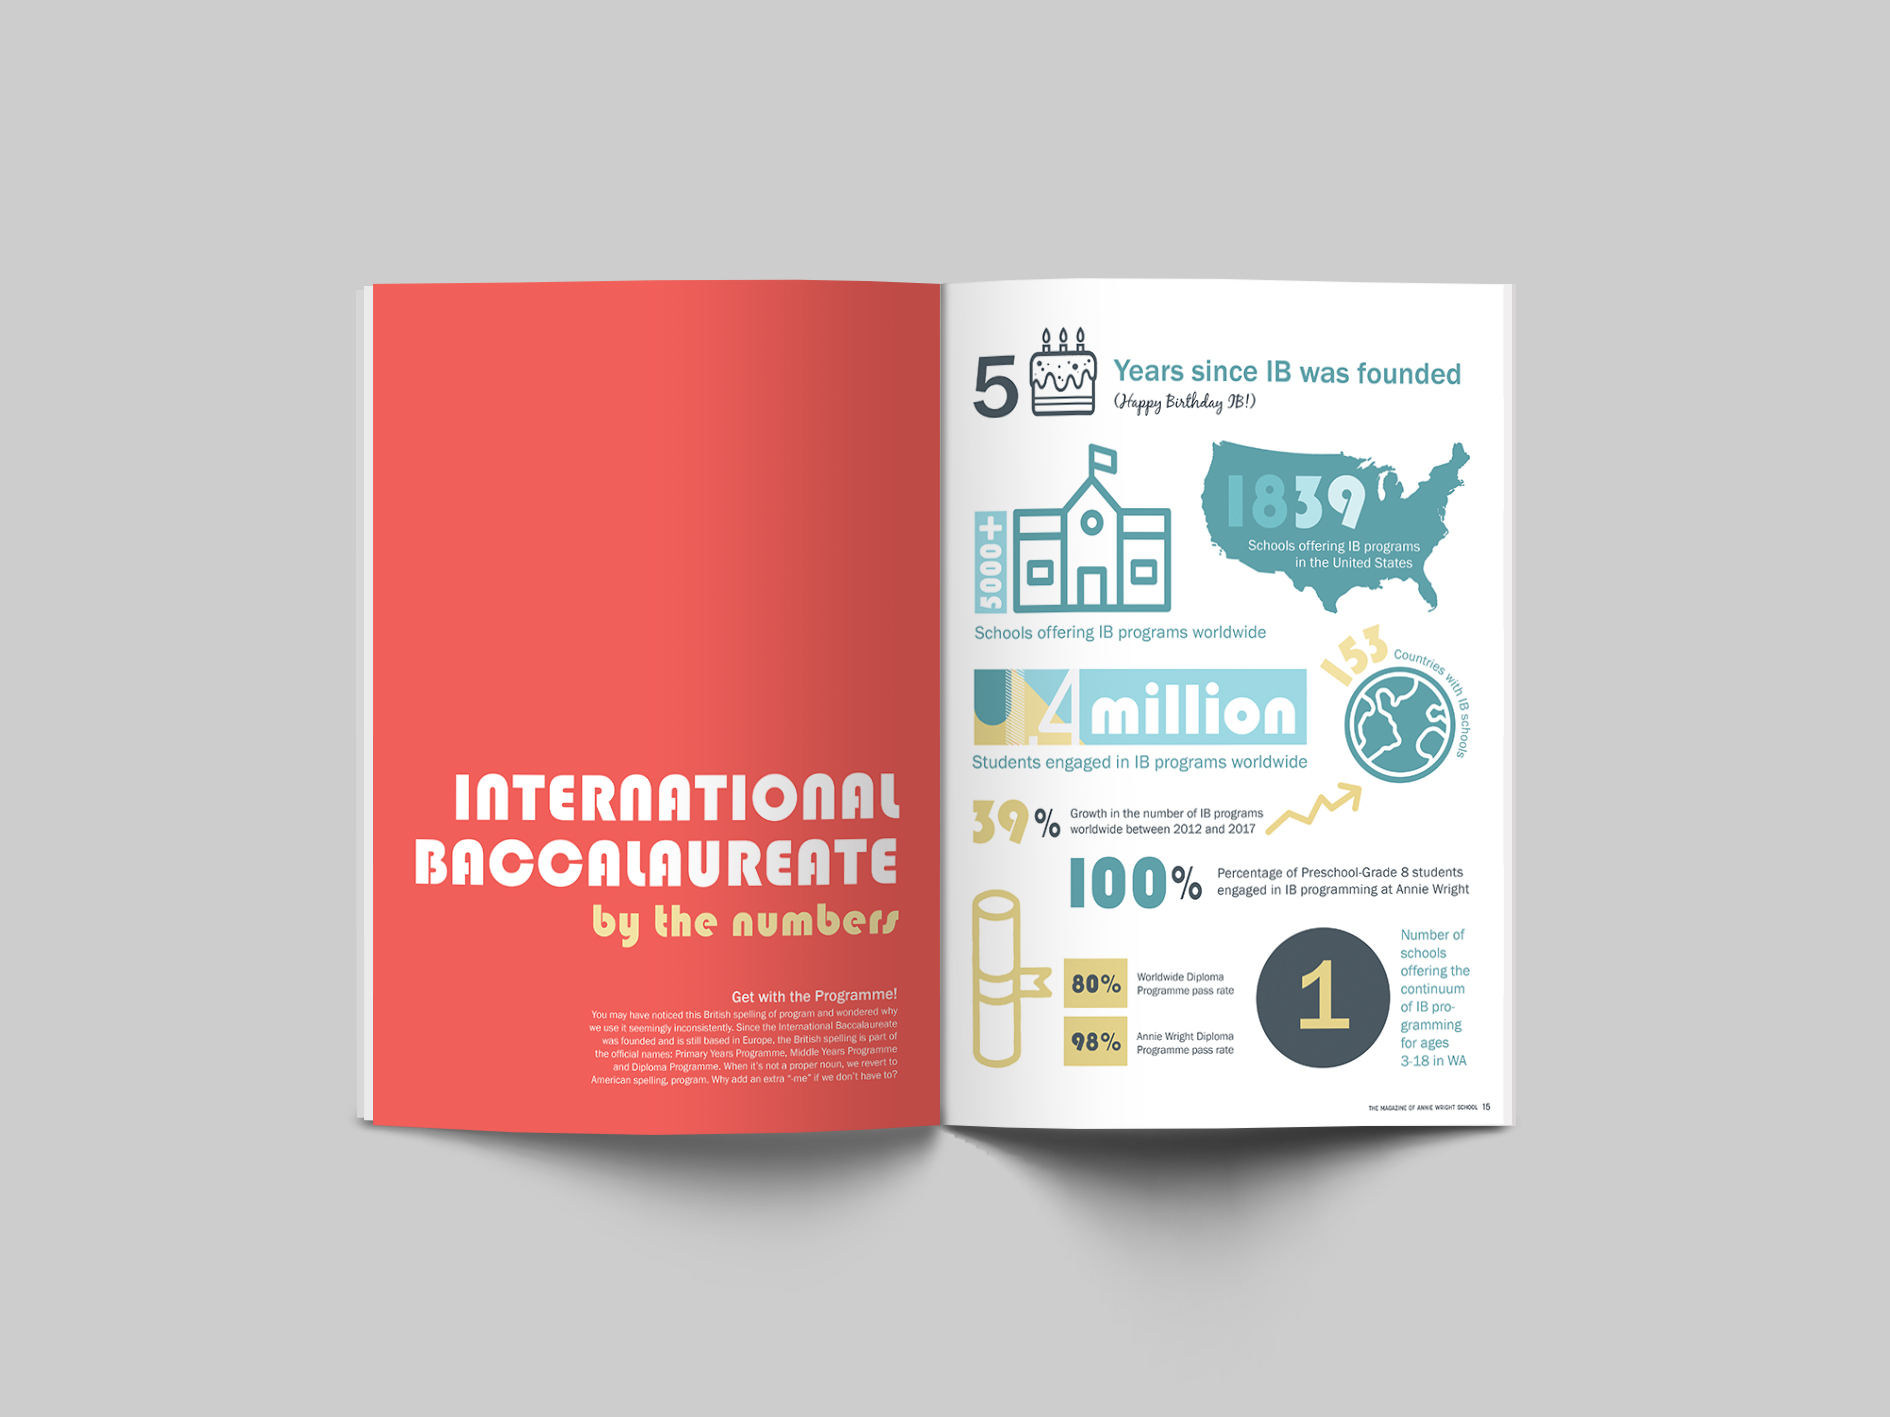 INTERNATIONAL
BACCALAUREATE
by the numbers
Get with the Programme!
You may have noticed this British spelling of program and wondered why
we use it seemingly inconsistently. Since the International Baccalaureate
was founded and is still based in Europe, the British spelling is part of
the official names: Primary Years Programme, Middle Years Programme
and Diploma Programme. When it's not a proper noun, we revert to
American spelling, program. Why add an extra "-me" if we don't have to?
5
Years since IB was founded
(Happy Birthday IB!)
5000+
Schools offering IB programs worldwide
1839
Schools offering IB programs
in the United States
153
Countries with IB schools
1.4 million
Students engaged in IB programs worldwide
39%
Growth in the number of IB programs
worldwide between 2012 and 2017
100%
Percentage of Preschool-Grade 8 students
engaged in IB programming at Annie Wright
80%
Worldwide Diploma
Programme pass rate
98%
Annie Wright Diploma
Programme pass rate
1
Number of
schools
offering the
continuum
of IB pro-
gramming
for ages
3-18 in WA
THE MAGAZINE OF ANNIE WRIGHT SCHOOL 15